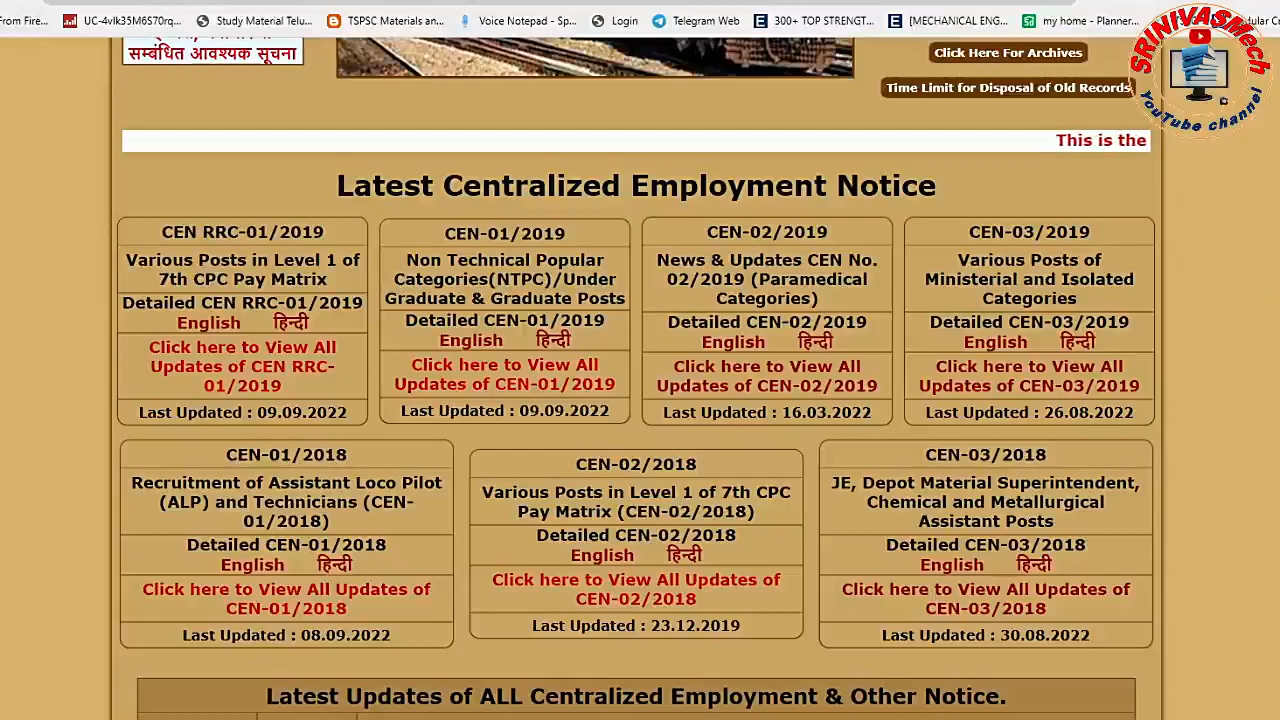 From Fire...
UC-4vlk35M6S70rq...
Study Material Telu...
TSPSC Materials an...
Voice Notepad - Sp...
Login
Telegram Web
300+ TOP STRENGT...
[MECHANICAL ENG...
my home - Planner...
सम्बंधित आवश्यक सूचना
Click Here For Archives
Time Limit for Disposal of Old Records
SRINIVASMech
YouTube channel
This is the
Latest Centralized Employment Notice
CEN RRC-01/2019
Various Posts in Level 1 of
7th CPC Pay Matrix
Detailed CEN RRC-01/2019
English हिन्दी
Click here to View All
Updates of CEN RRC-
01/2019
Last Updated : 09.09.2022
CEN-01/2019
Non Technical Popular
Categories(NTPC)/Under
Graduate & Graduate Posts
Detailed CEN-01/2019
English हिन्दी
Click here to View All
Updates of CEN-01/2019
Last Updated : 09.09.2022
CEN-02/2019
News & Updates CEN No.
02/2019 (Paramedical
Categories)
Detailed CEN-02/2019
English हिन्दी
Click here to View All
Updates of CEN-02/2019
Last Updated : 16.03.2022
CEN-03/2019
Various Posts of
Ministerial and Isolated
Categories
Detailed CEN-03/2019
English हिन्दी
Click here to View All
Updates of CEN-03/2019
Last Updated : 26.08.2022
CEN-01/2018
Recruitment of Assistant Loco Pilot
(ALP) and Technicians (CEN-
01/2018)
Detailed CEN-01/2018
English हिन्दी
Click here to View All Updates of
CEN-01/2018
Last Updated : 08.09.2022
CEN-02/2018
Various Posts in Level 1 of 7th CPC
Pay Matrix (CEN-02/2018)
Detailed CEN-02/2018
English हिन्दी
Click here to View All Updates of
CEN-02/2018
Last Updated : 23.12.2019
CEN-03/2018
JE, Depot Material Superintendent,
Chemical and Metallurgical
Assistant Posts
Detailed CEN-03/2018
English हिन्दी
Click here to View All Updates of
CEN-03/2018
Last Updated : 30.08.2022
Latest Updates of ALL Centralized Employment & Other Notice.